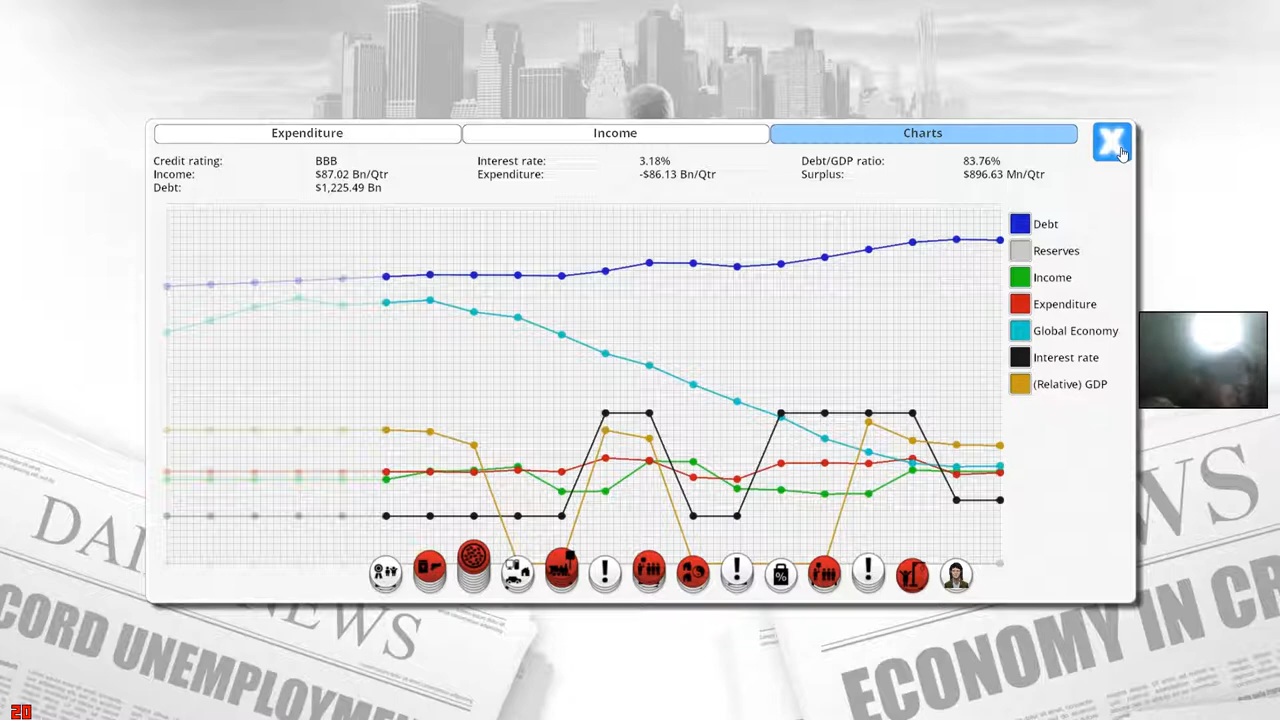 Expenditure
Income
Charts
X
Credit rating: BBB Interest rate: 3.18% Debt/GDP ratio: 83.76%
Income: $87.02 Bn/Qtr Expenditure: -$86.13 Bn/Qtr Surplus: $896.63 Mn/Qtr
Debt: $1,225.49 Bn
Debt
Reserves
Income
Expenditure
Global Economy
Interest rate
(Relative) GDP
!
!
%
!
NEWS
CORD UNEMPLOYM
NEWS
ECONOMY IN CR
20